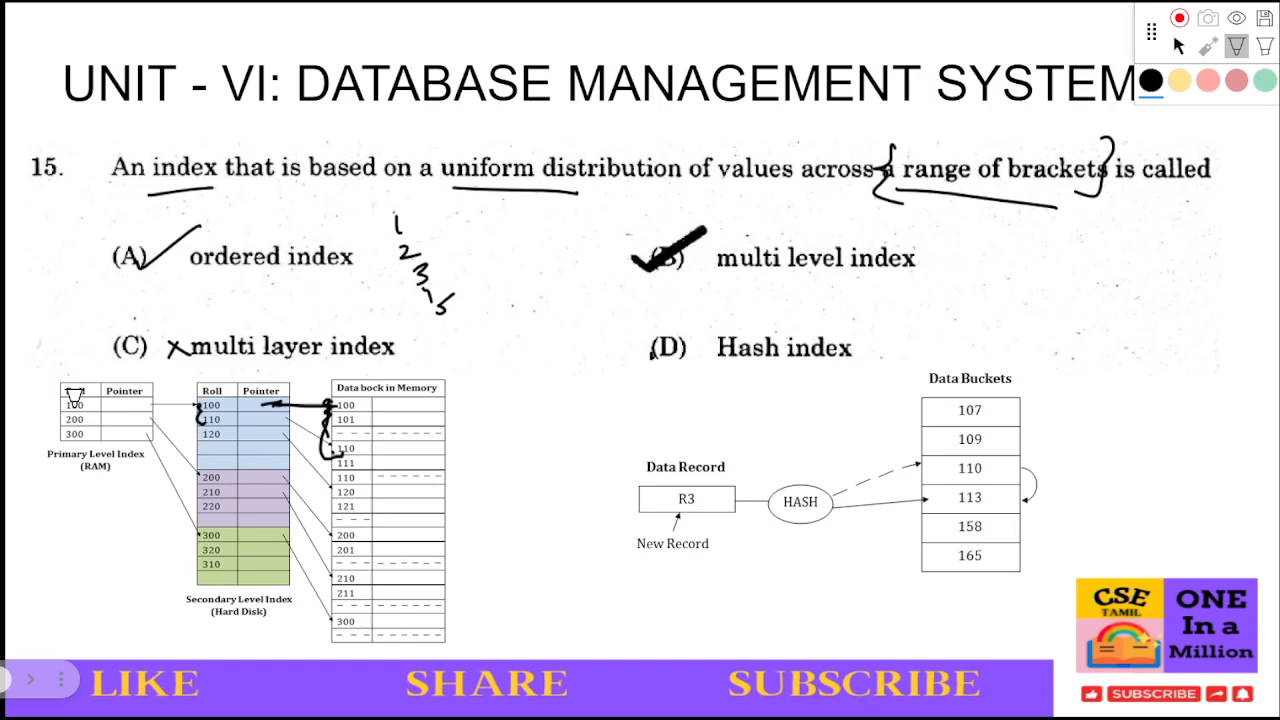 UNIT - VI: DATABASE MANAGEMENT SYSTEM
15. An index that is based on a uniform distribution of values across a range of brackets is called
1
2
3
4
5
(A) ordered index
(B) multi level index
(C) multi layer index
(D) Hash index
Pointer
100
200
300
Primary Level Index
(RAM)
Roll Pointer
100
110
120
200
210
220
300
320
310
Secondary Level Index
(Hard Disk)
Data bock in Memory
100
101
110
111
110
120
121
200
201
210
211
300
Data Record
R3
New Record
HASH
Data Buckets
107
109
110
113
158
165
CSE
TAMIL
ONE
In a
Million
SUBSCRIBE
LIKE SHARE SUBSCRIBE